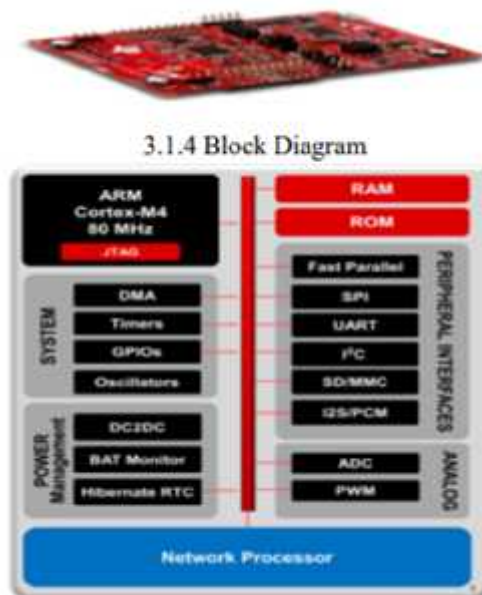 3.1.4 Block Diagram
ARM
Cortex-M4
80 MHz
JTAG
RAM
ROM
SYSTEM
DMA
Timers
GPIOs
Oscillators
PERIPHERAL INTERFACES
Fast Parallel
SPI
UART
I²C
SD/MMC
I2S/PCM
POWER
Management
DC2DC
BAT Monitor
Hibernate RTC
ANALOG
ADC
PWM
Network Processor